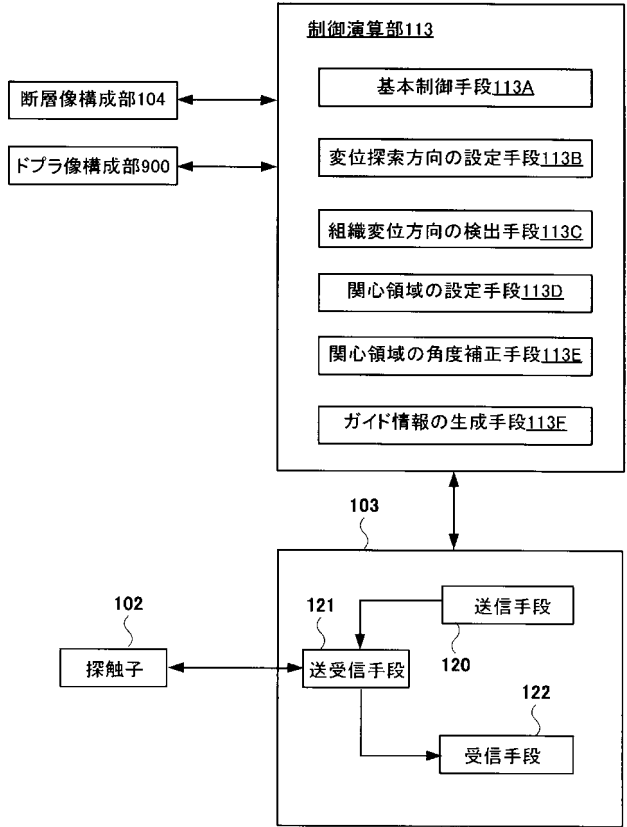 制御演算部113
基本制御手段113A
断層像構成部104
ドプラ像構成部900
変位探索方向の設定手段113B
組織変位方向の検出手段113C
関心領域の設定手段113D
関心領域の角度補正手段113E
ガイド情報の生成手段113F
103
121
送信手段
102
120
探触子
送受信手段
122
受信手段